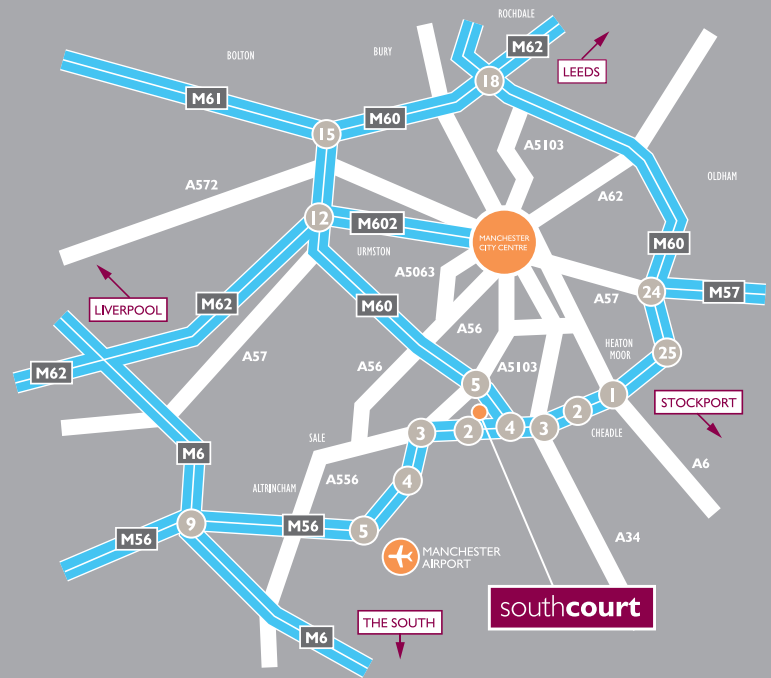 ROCHDALE
M62
BOLTON
BURY
LEEDS
18
M61
M60
15
A5103
A572
A62
OLDHAM
12
M602
MANCHESTER
CITY CENTRE
M60
URMSTON
A5063
LIVERPOOL
M62
M60
A57
24
M57
A56
HEATON
MOOR
25
A57
A56
A5103
M62
5
1
STOCKPORT
2
3
2
4
3
CHEADLE
SALE
M6
A6
A556
4
ALTRINCHAM
9
M56
5
M56
A34
MANCHESTER
AIRPORT
southcourt
THE SOUTH
M6